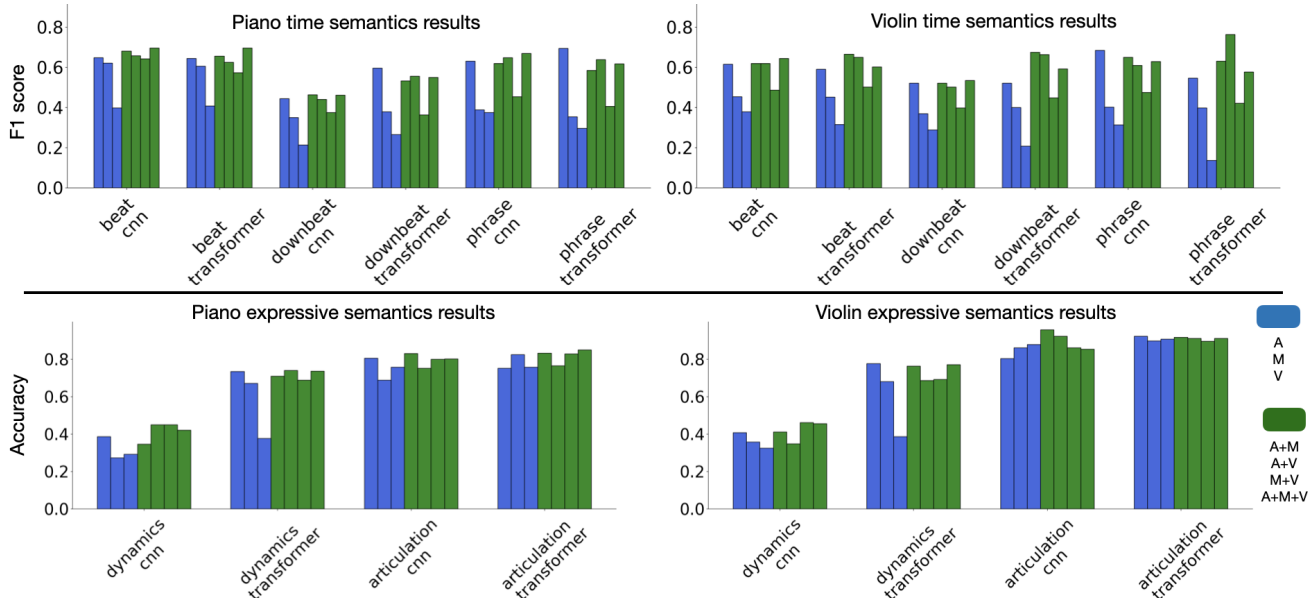 Piano time semantics results
F1 score
0.8
0.6
0.4
0.2
0.0
beat
cnn
beat
transformer
downbeat
cnn
downbeat
transformer
phrase
cnn
phrase
transformer
Violin time semantics results
0.8
0.6
0.4
0.2
0.0
beat
cnn
beat
transformer
downbeat
cnn
downbeat
transformer
phrase
cnn
phrase
transformer
Piano expressive semantics results
Accuracy
0.8
0.6
0.4
0.2
0.0
dynamics
cnn
dynamics
transformer
articulation
cnn
articulation
transformer
Violin expressive semantics results
0.8
0.6
0.4
0.2
0.0
dynamics
cnn
dynamics
transformer
articulation
cnn
articulation
transformer
A
M
V
A+M
A+V
M+V
A+M+V